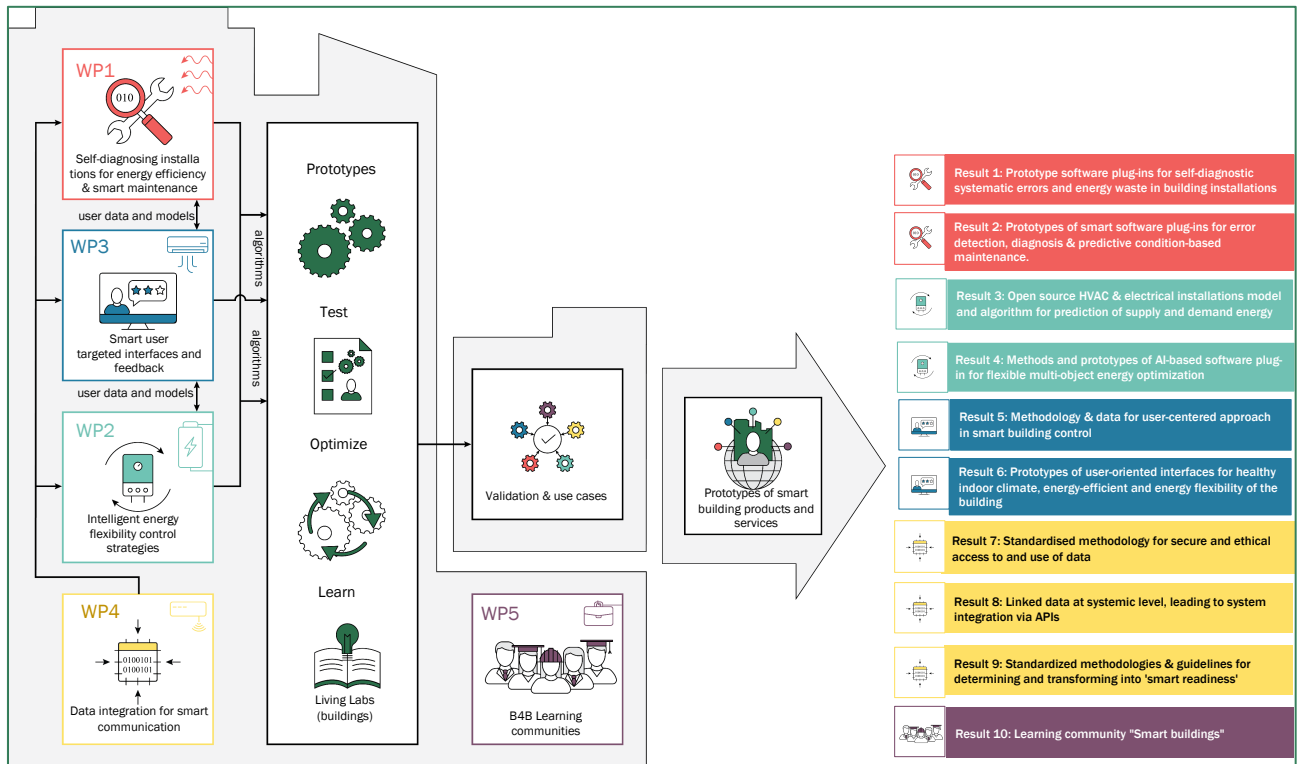 WP1
010
Self-diagnosing installa
tions for energy efficiency
& smart maintenance
user data and models
WP3
Smart user
targeted interfaces and
feedback
user data and models
WP2
Intelligent energy
flexibility control
strategies
WP4
0100101
0100101
Data integration for smart
communication
algorithms
algorithms
Prototypes
Test
Optimize
Learn
Living Labs
(buildings)
Validation & use cases
WP5
B4B Learning
communities
Prototypes of smart
building products and
services
Result 1: Prototype software plug-ins for self-diagnostic
systematic errors and energy waste in building installations
Result 2: Prototypes of smart software plug-ins for error
detection, diagnosis & predictive condition-based
maintenance.
Result 3: Open source HVAC & electrical installations model
and algorithm for prediction of supply and demand energy
Result 4: Methods and prototypes of AI-based software plug-
in for flexible multi-object energy optimization
Result 5: Methodology & data for user-centered approach
in smart building control
Result 6: Prototypes of user-oriented interfaces for healthy
indoor climate, energy-efficient and energy flexibility of the
building
Result 7: Standardised methodology for secure and ethical
access to and use of data
Result 8: Linked data at systemic level, leading to system
integration via APIs
Result 9: Standardized methodologies & guidelines for
determining and transforming into 'smart readiness'
Result 10: Learning community "Smart buildings"